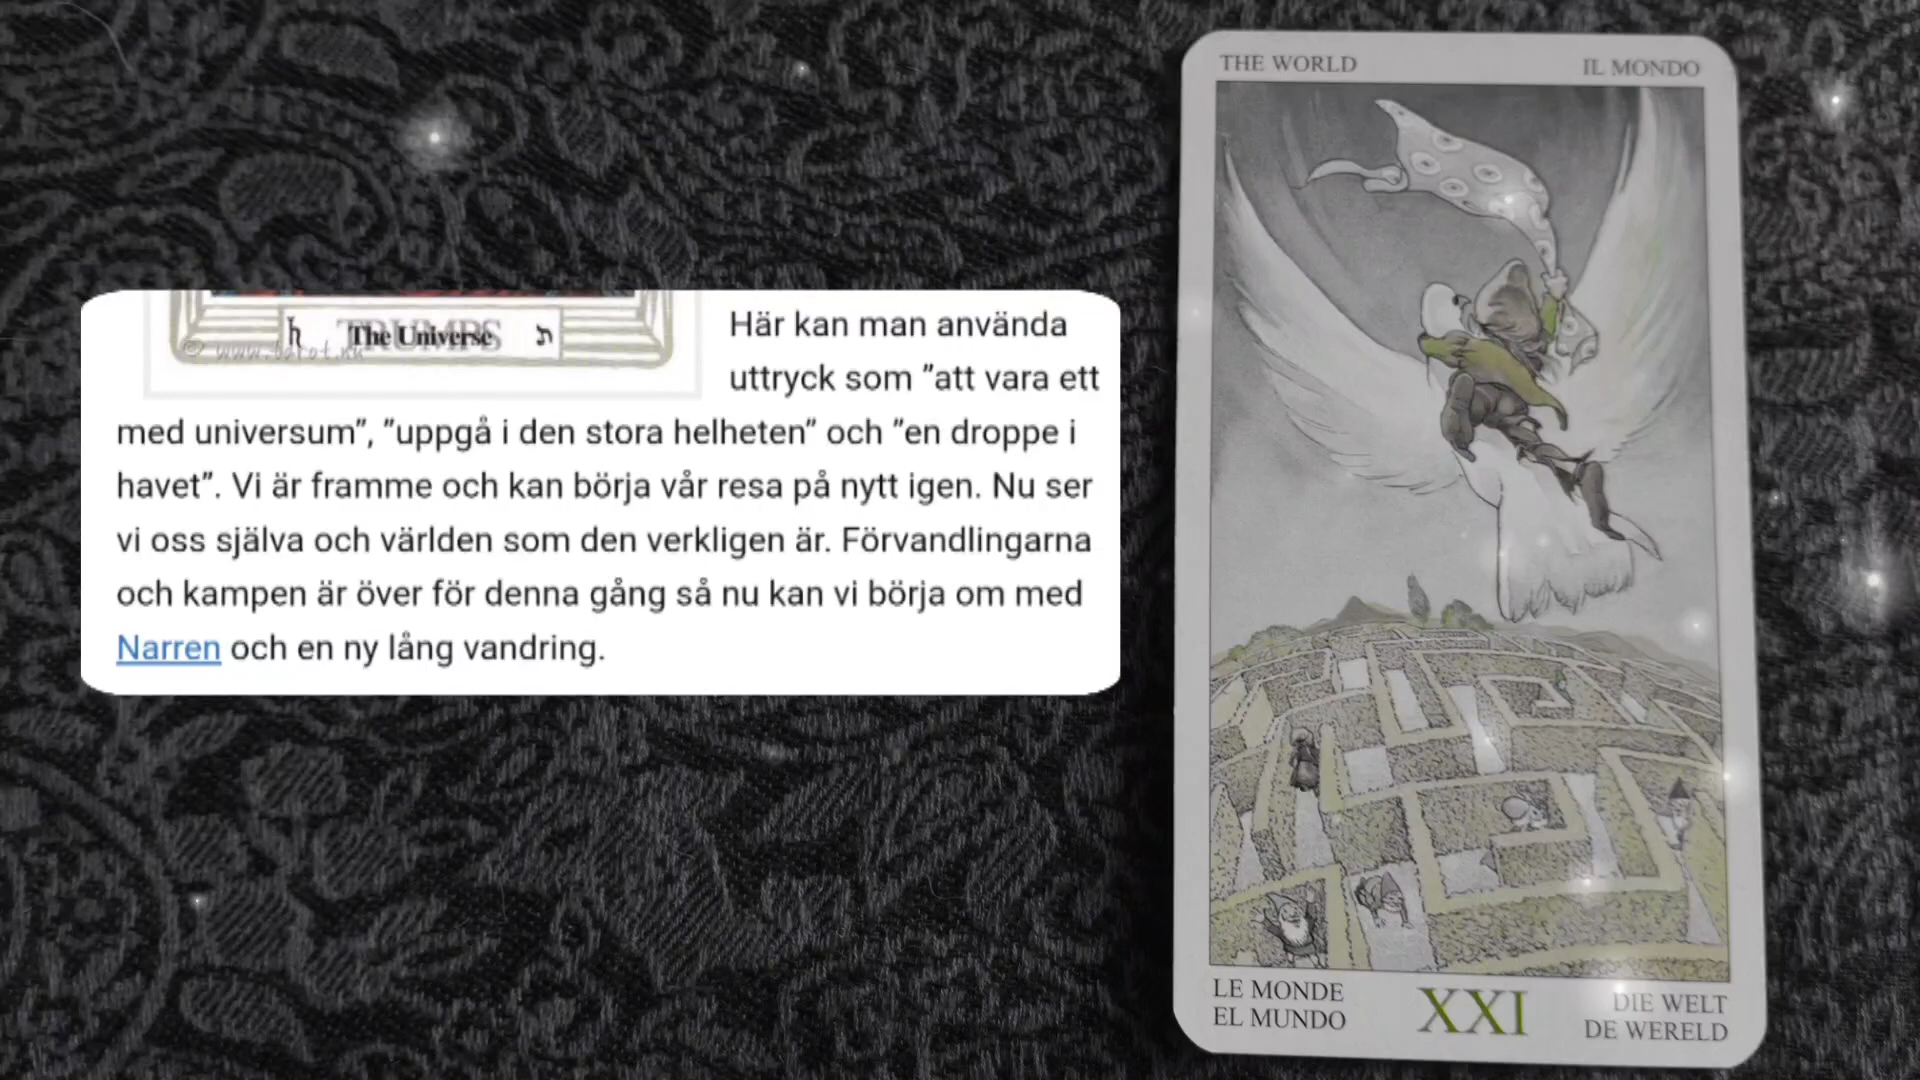 TRUMPS
The Universe
© www.tarot.nu
Här kan man använda
uttryck som ”att vara ett
med universum”, ”uppgå i den stora helheten” och ”en droppe i
havet”. Vi är framme och kan börja vår resa på nytt igen. Nu ser
vi oss själva och världen som den verkligen är. Förvandlingarna
och kampen är över för denna gång så nu kan vi börja om med
Narren och en ny lång vandring.
THE WORLD
IL MONDO
LE MONDE
EL MUNDO
XXI
DIE WELT
DE WERELD